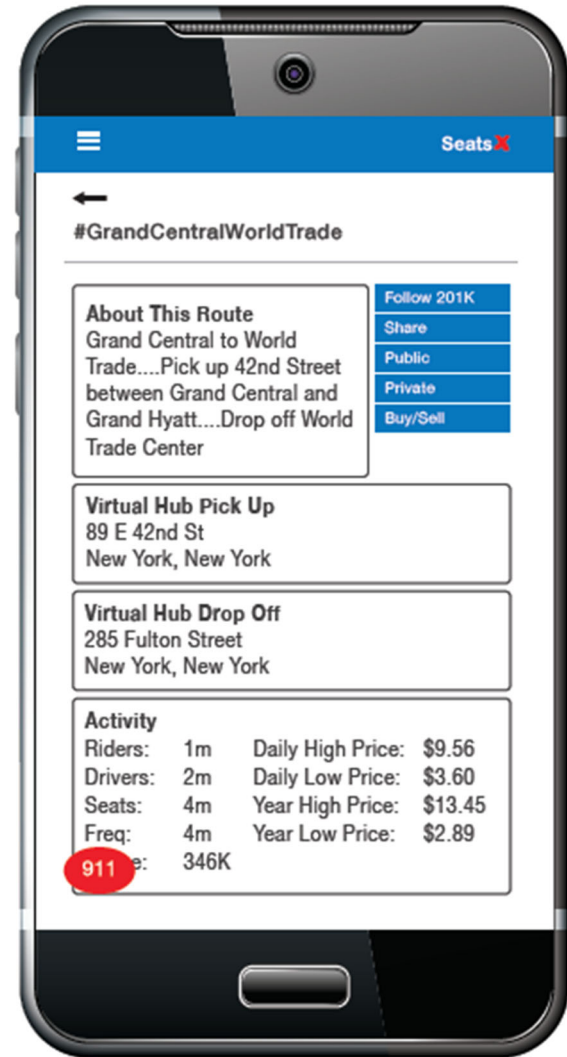 SeatsX
#GrandCentralWorldTrade
About This Route
Grand Central to World
Trade....Pick up 42nd Street
between Grand Central and
Grand Hyatt....Drop off World
Trade Center
Follow 201K
Share
Public
Private
Buy/Sell
Virtual Hub Pick Up
89 E 42nd St
New York, New York
Virtual Hub Drop Off
285 Fulton Street
New York, New York
Activity
Riders: 1m Daily High Price: $9.56
Drivers: 2m Daily Low Price: $3.60
Seats: 4m Year High Price: $13.45
Freq: 4m Year Low Price: $2.89
911 e: 346K